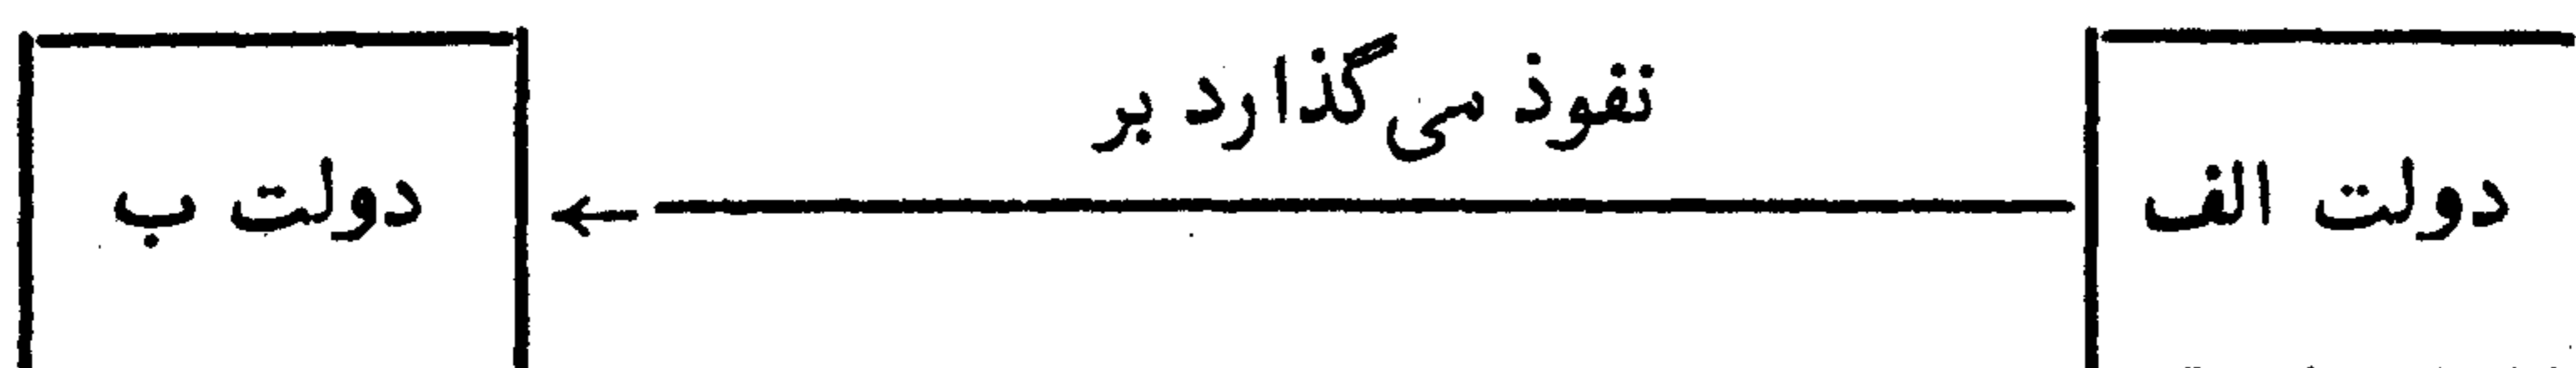 نفوذ می‌گذارد بر
دولت الف
دولت ب